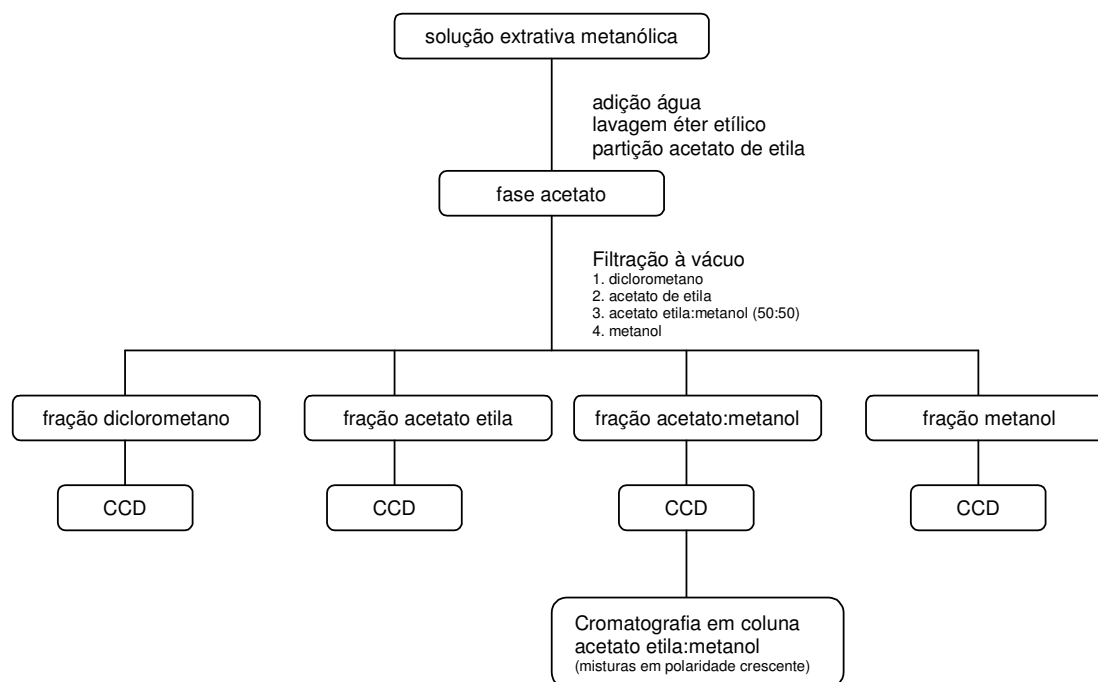 solução extrativa metanólica
adição água
lavagem éter etílico
partição acetato de etila
fase acetato
Filtração à vácuo
1. diclorometano
2. acetato de etila
3. acetato etila:metanol (50:50)
4. metanol
fração diclorometano
fração acetato etila
fração acetato:metanol
fração metanol
CCD
CCD
CCD
CCD
Cromatografia em coluna
acetato etila:metanol
(misturas em polaridade crescente)